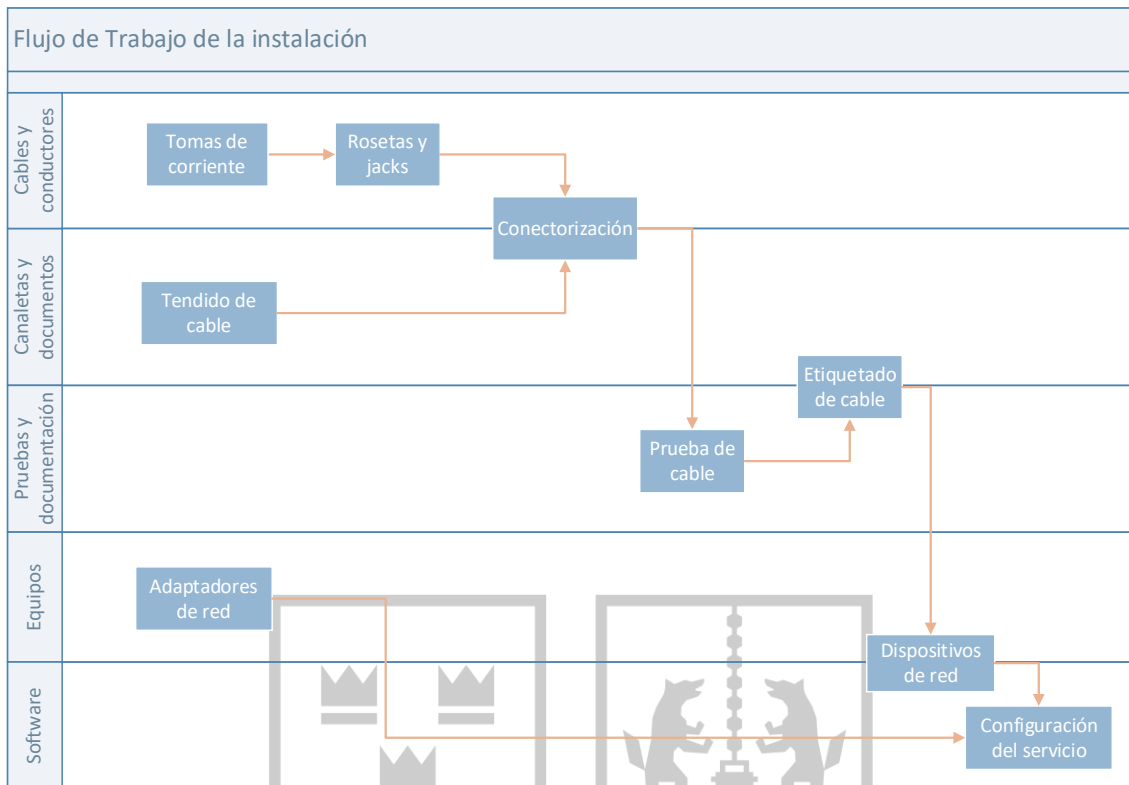 Flujo de Trabajo de la instalación
Cables y
conductores
Tomas de
corriente
Rosetas y
jacks
Conectorización
Canaletas y
documentos
Tendido de
cable
Pruebas y
documentación
Etiquetado
de cable
Prueba de
cable
Equipos
Adaptadores
de red
Dispositivos
de red
Software
Configuración
del servicio